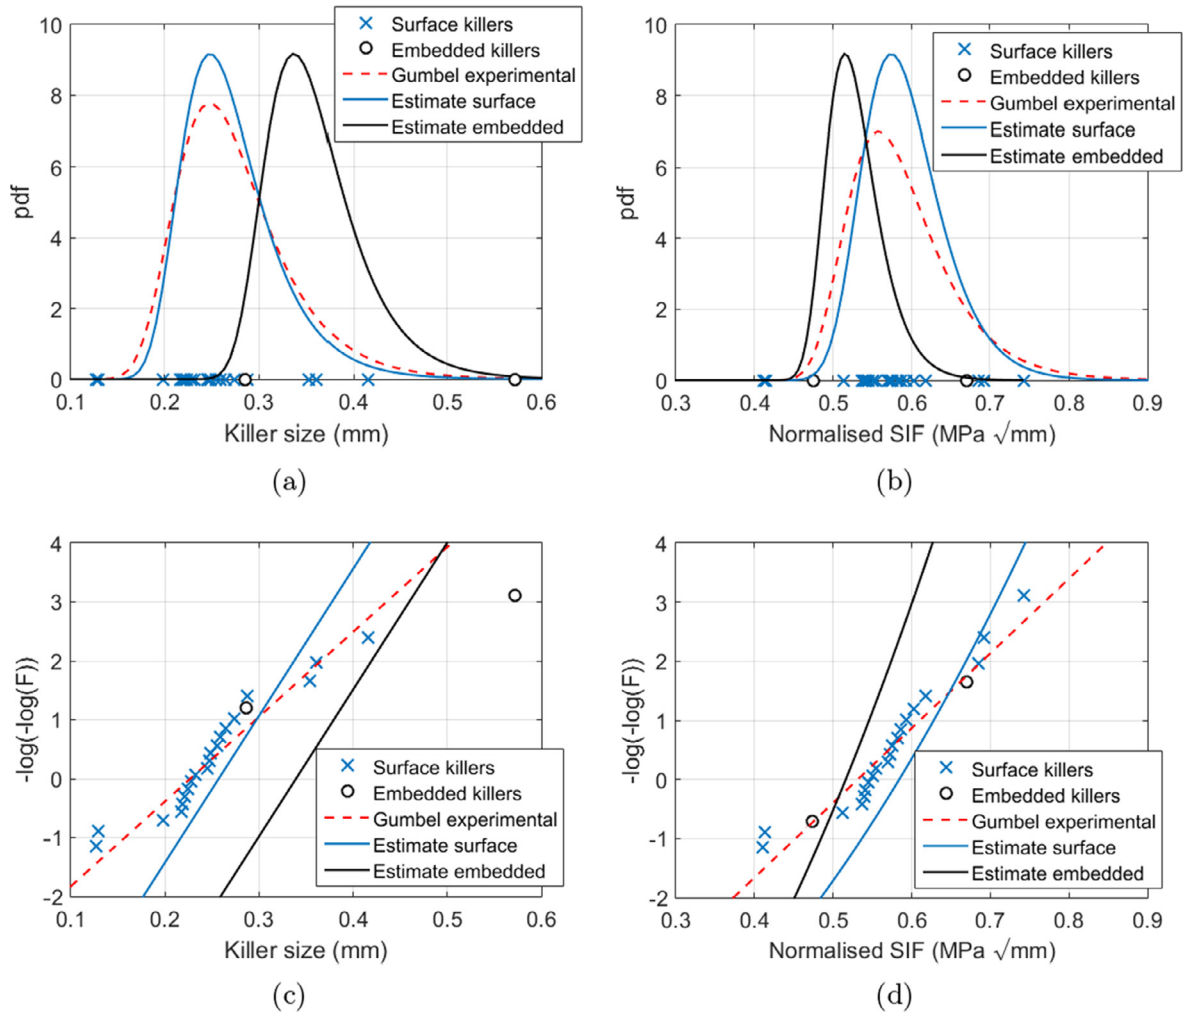 10
8
6
4
2
0
pdf
0.1
0.2
0.3
0.4
0.5
0.6
Killer size (mm)
Surface killers
Embedded killers
Gumbel experimental
Estimate surface
Estimate embedded
(a)
10
8
6
4
2
0
pdf
0.3
0.4
0.5
0.6
0.7
0.8
0.9
Normalised SIF (MPa √mm)
Surface killers
Embedded killers
Gumbel experimental
Estimate surface
Estimate embedded
(b)
4
3
2
1
0
-1
-2
-log(-log(F))
0.1
0.2
0.3
0.4
0.5
0.6
Killer size (mm)
Surface killers
Embedded killers
Gumbel experimental
Estimate surface
Estimate embedded
(c)
4
3
2
1
0
-1
-2
-log(-log(F))
0.3
0.4
0.5
0.6
0.7
0.8
0.9
Normalised SIF (MPa √mm)
Surface killers
Embedded killers
Gumbel experimental
Estimate surface
Estimate embedded
(d)